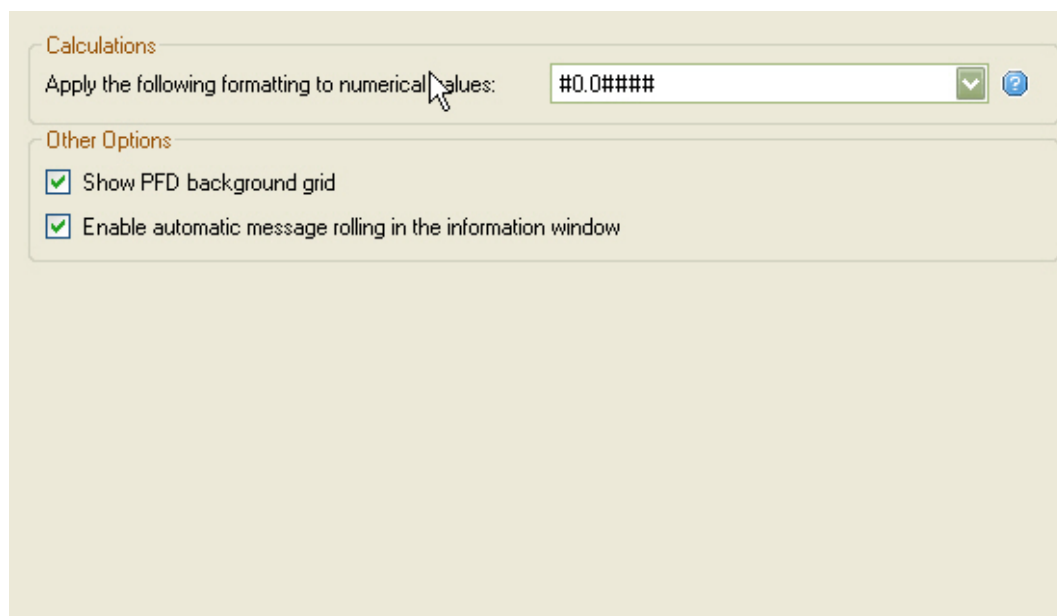 Calculations
Apply the following formatting to numerical values: #0.0####
Other Options
Show PFD background grid
Enable automatic message rolling in the information window